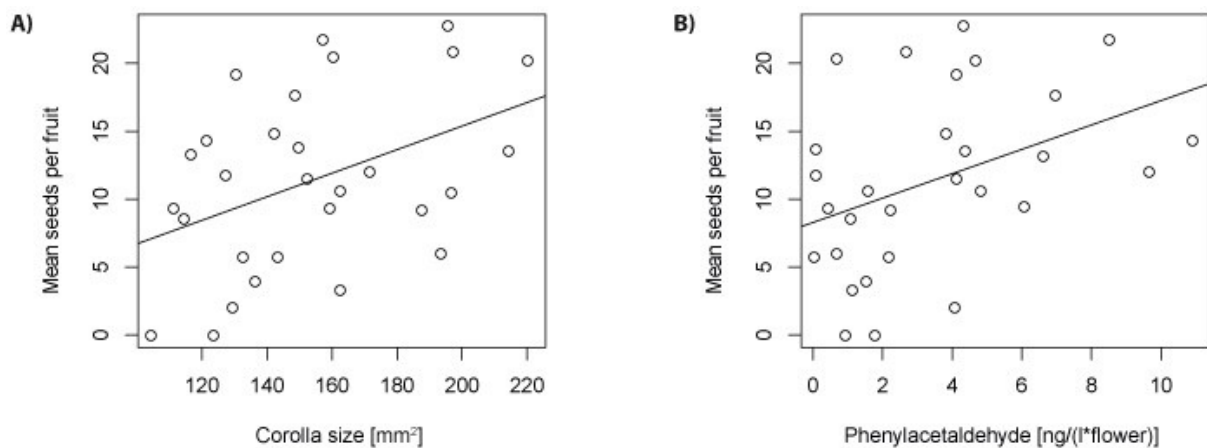 A)
Mean seeds per fruit
0 5 10 15 20
120 140 160 180 200 220
Corolla size [mm²]
B)
Mean seeds per fruit
0 5 10 15 20
0 2 4 6 8 10
Phenylacetaldehyde [ng/(l*flower)]